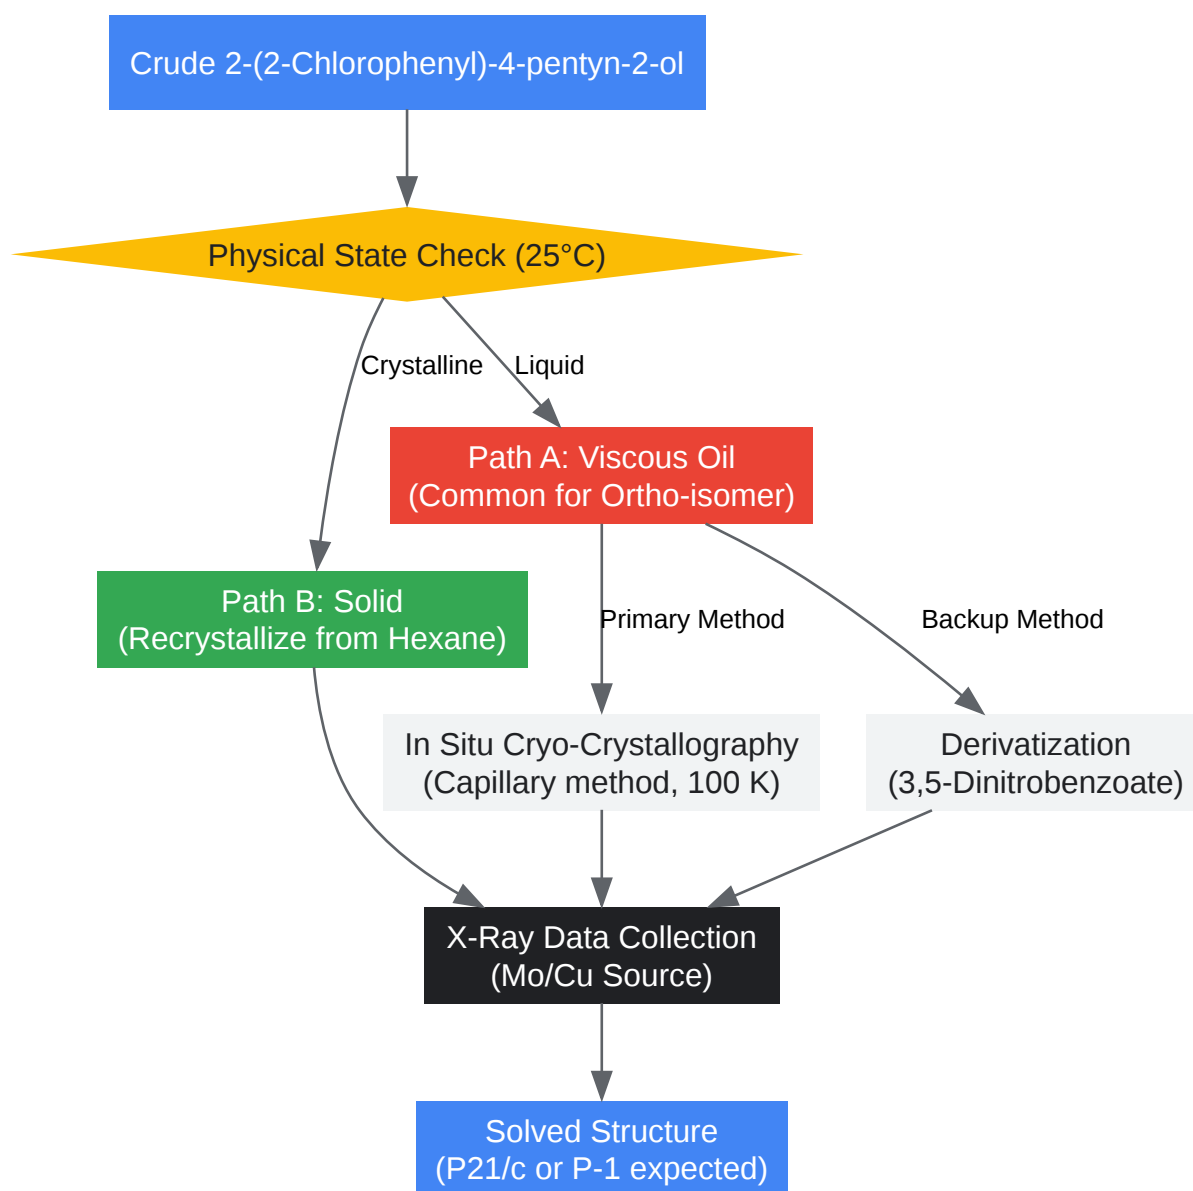 Crude 2-(2-Chlorophenyl)-4-pentyn-2-ol
Physical State Check (25°C)
Crystalline
Liquid
Path A: Viscous Oil
(Common for Ortho-isomer)
Path B: Solid
(Recrystallize from Hexane)
Primary Method
Backup Method
In Situ Cryo-Crystallography
(Capillary method, 100 K)
Derivatization
(3,5-Dinitrobenzoate)
X-Ray Data Collection
(Mo/Cu Source)
Solved Structure
(P21/c or P-1 expected)